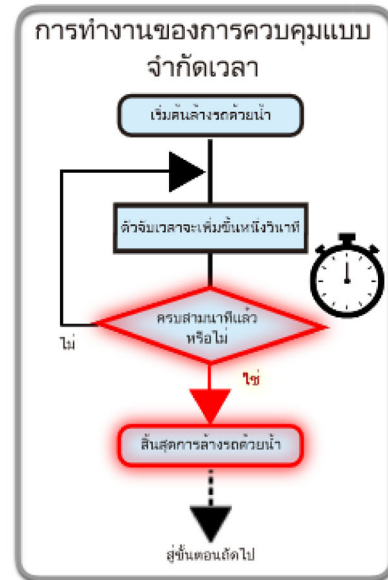 การทำงานของการควบคุมแบบ
จำกัดเวลา
เริ่มต้นล้างรถด้วยน้ำ
ตัวจับเวลาจะเพิ่มขึ้นหนึ่งวินาที
ครบสามนาทีแล้ว
หรือไม่
ไม่
ใช่
สิ้นสุดการล้างรถด้วยน้ำ
สู่ขั้นตอนถัดไป